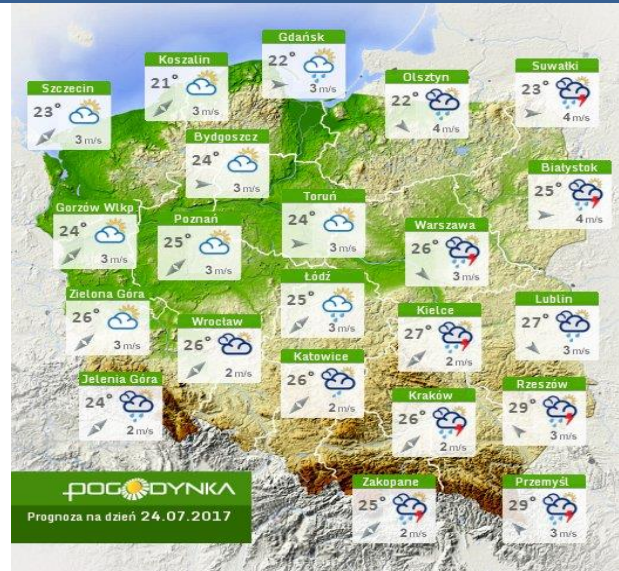 Gdańsk
22°
3 m/s
Koszalin
21°
3 m/s
Suwałki
23°
4 m/s
Olsztyn
22°
4 m/s
Szczecin
23°
3 m/s
Bydgoszcz
24°
3 m/s
Białystok
25°
4 m/s
Toruń
24°
3 m/s
Gorzów Wlkp.
24°
3 m/s
Poznań
25°
3 m/s
Warszawa
26°
3 m/s
Łódź
25°
3 m/s
Zielona Góra
26°
3 m/s
Lublin
27°
3 m/s
Kielce
27°
2 m/s
Wrocław
26°
2 m/s
Katowice
26°
2 m/s
Jelenia Góra
24°
2 m/s
Rzeszów
29°
3 m/s
Kraków
26°
2 m/s
Zakopane
25°
2 m/s
Przemyśl
29°
3 m/s
POGODYNKA
Prognoza na dzień 24.07.2017